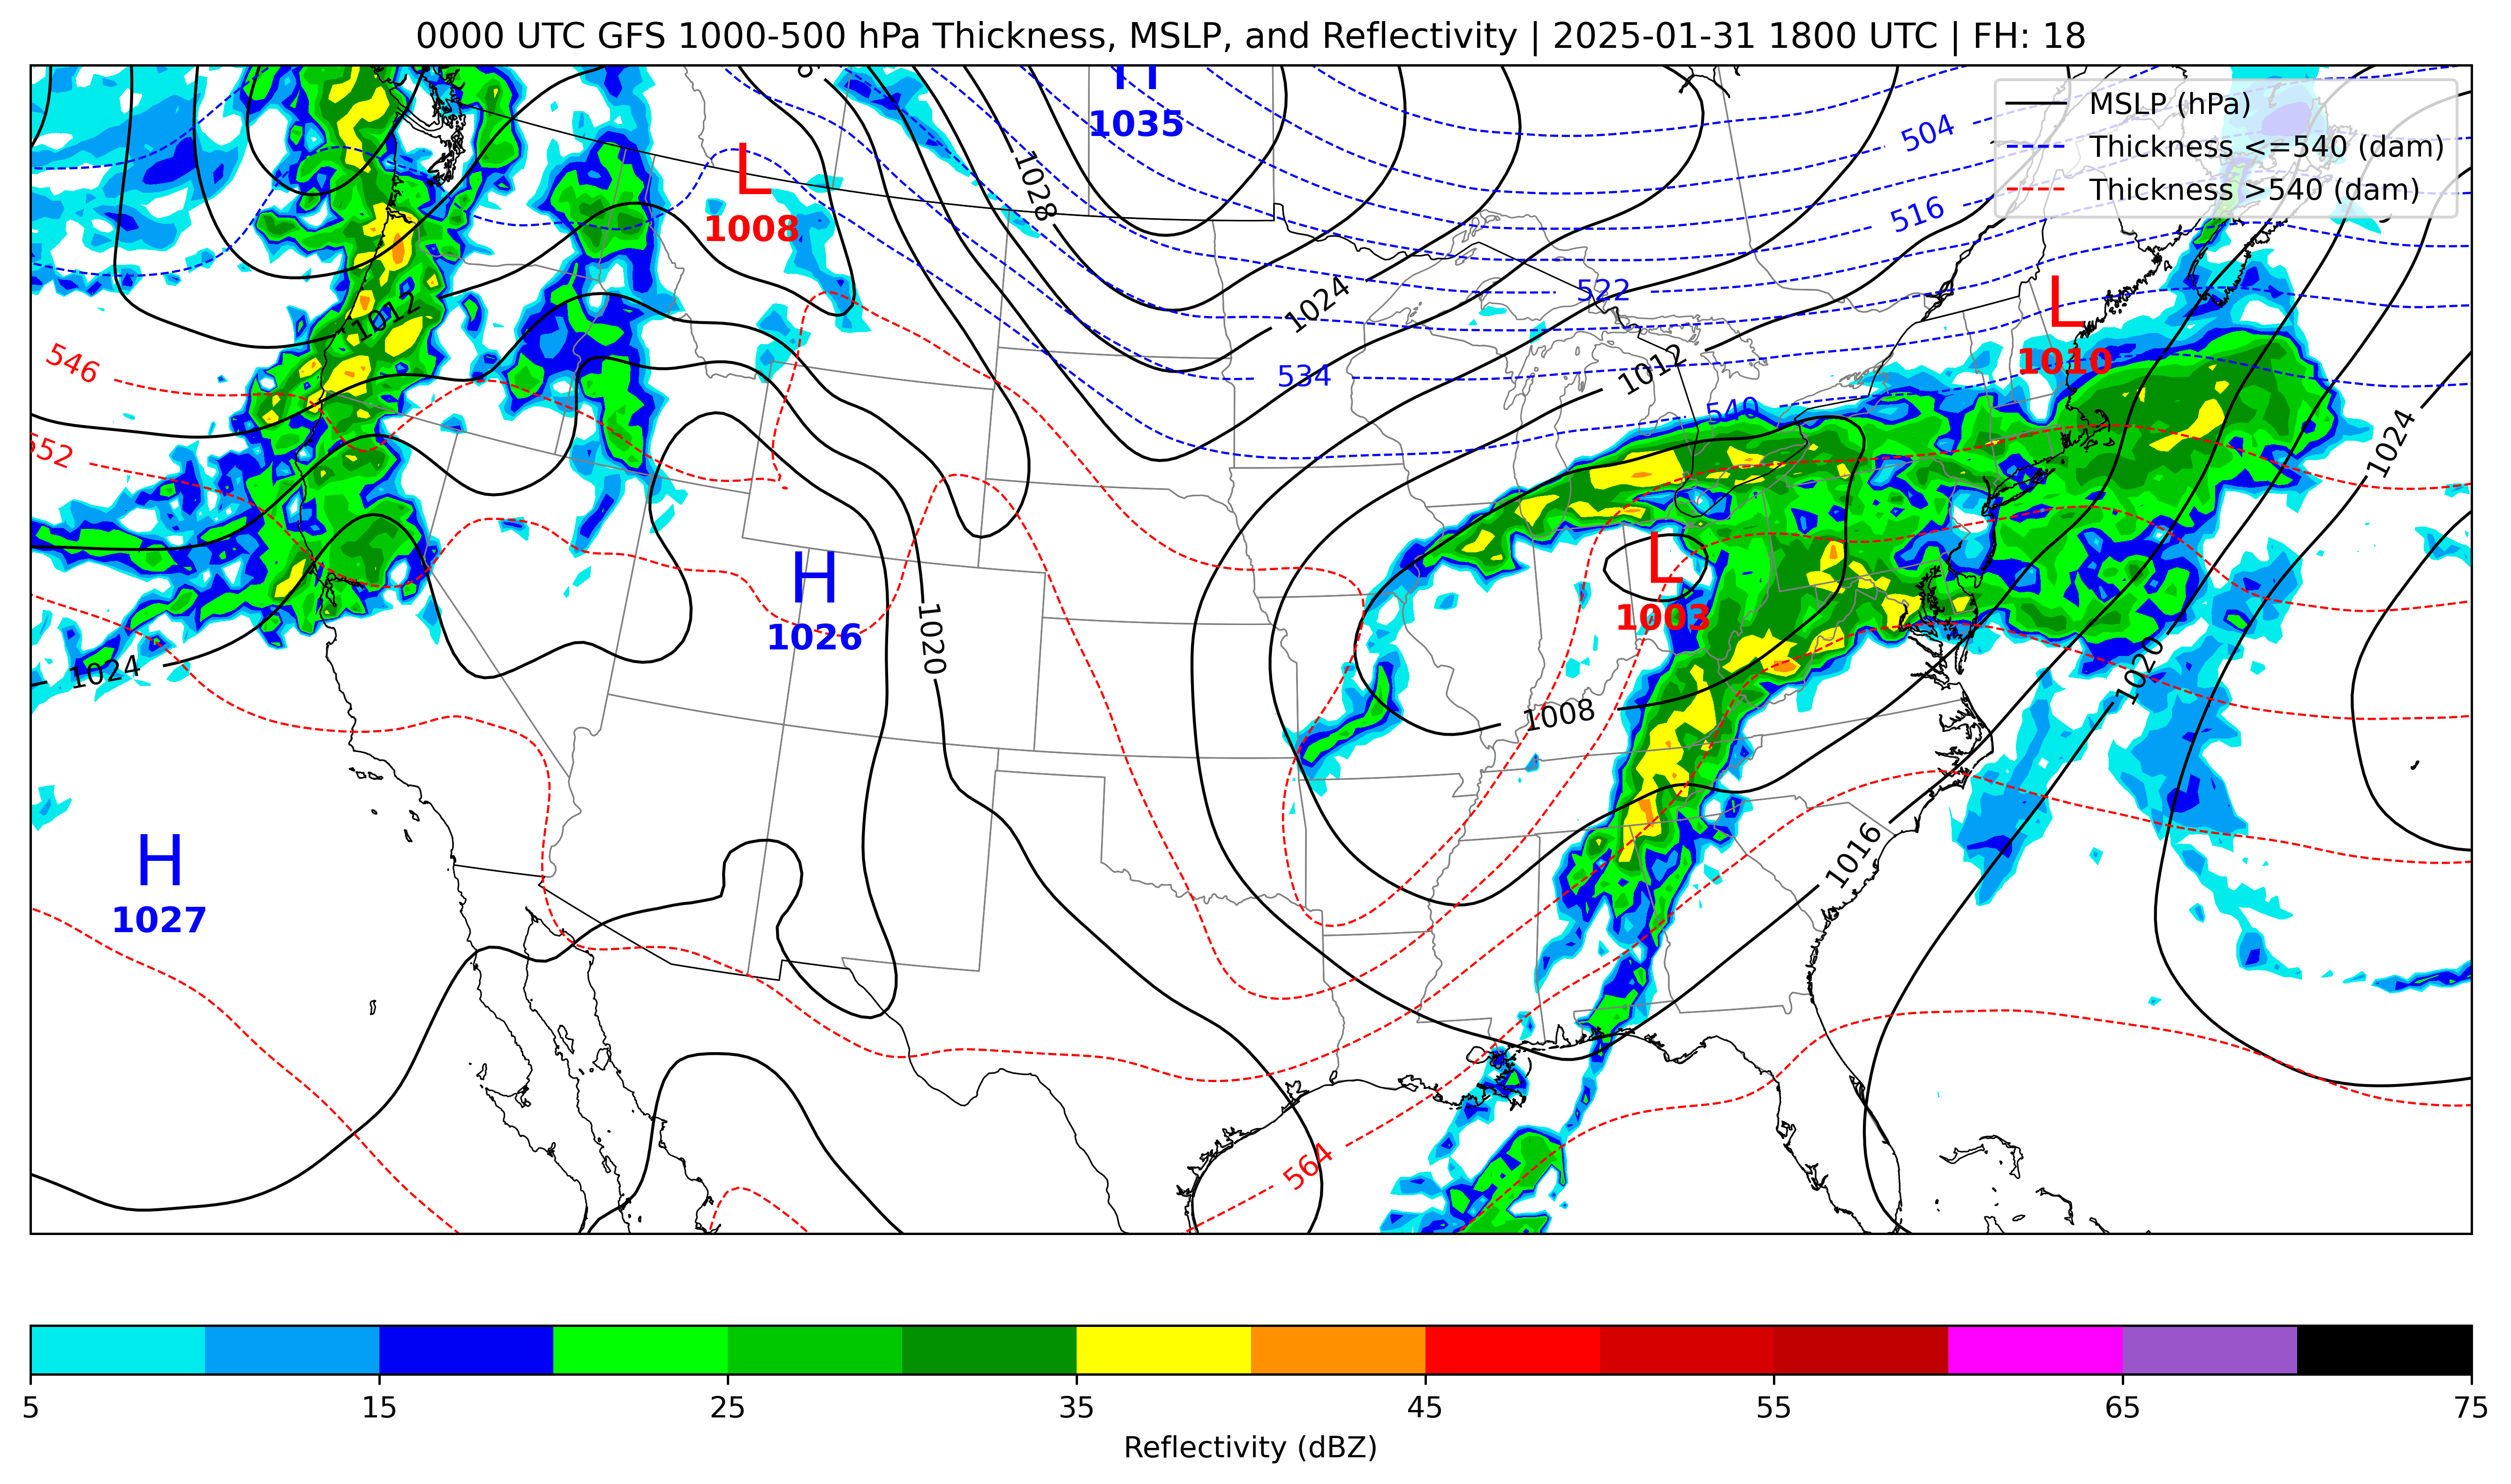 0000 UTC GFS 1000-500 hPa Thickness, MSLP, and Reflectivity | 2025-01-31 1800 UTC | FH: 18
MSLP (hPa)
Thickness <=540 (dam)
Thickness >540 (dam)
H
1035
504
L
1008
1028
516
L
1010
522
1024
1012
546
534
1012
540
552
1024
H
1026
L
1003
1020
1024
1020
1008
H
1027
1016
564
5 15 25 35 45 55 65 75
Reflectivity (dBZ)